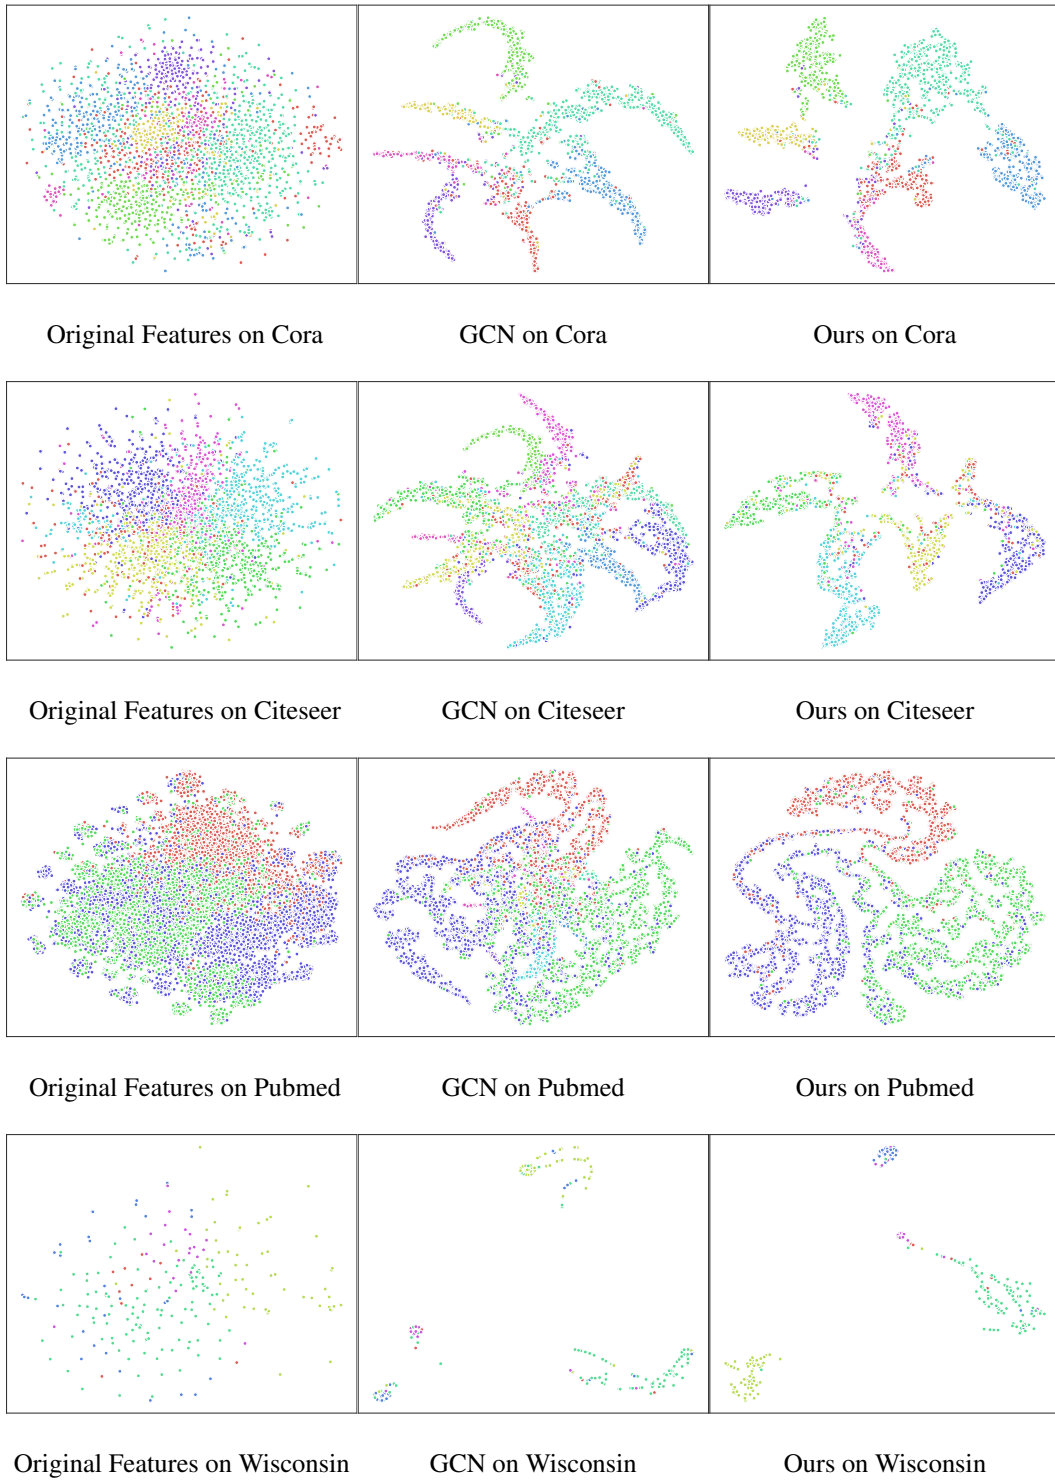 Original Features on Cora
GCN on Cora
Ours on Cora
Original Features on Citeseer
GCN on Citeseer
Ours on Citeseer
Original Features on Pubmed
GCN on Pubmed
Ours on Pubmed
Original Features on Wisconsin
GCN on Wisconsin
Ours on Wisconsin